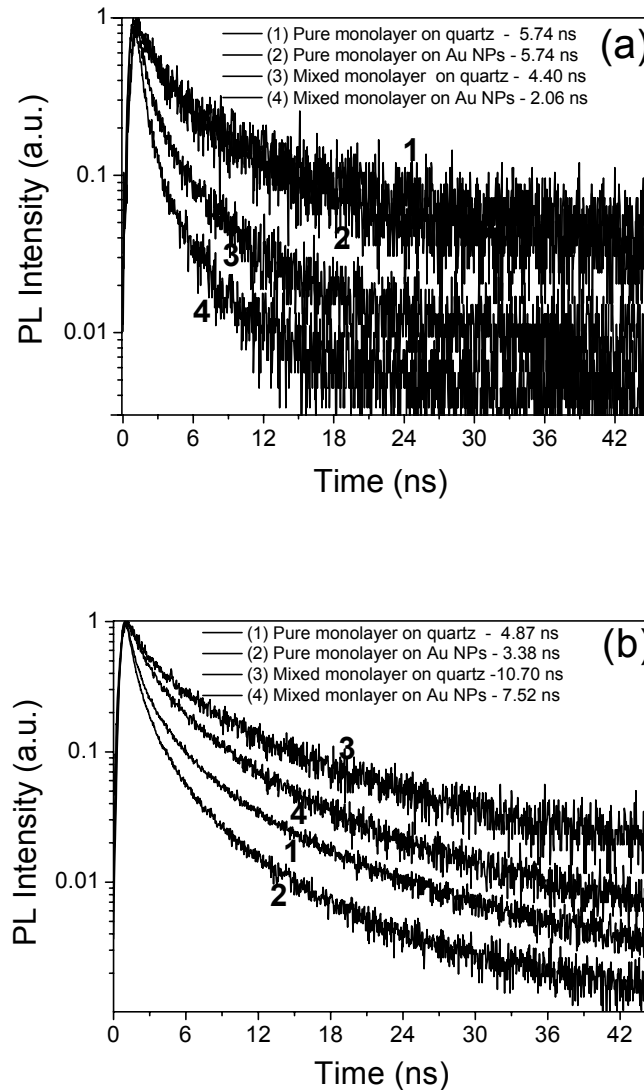 (a)
(1) Pure monolayer on quartz - 5.74 ns
(2) Pure monolayer on Au NPs - 5.74 ns
(3) Mixed monolayer on quartz - 4.40 ns
(4) Mixed monolayer on Au NPs - 2.06 ns
1
0.1
0.01
PL Intensity (a.u.)
1
2
3
4
0 6 12 18 24 30 36 42
Time (ns)
(b)
(1) Pure monolayer on quartz - 4.87 ns
(2) Pure monolayer on Au NPs - 3.38 ns
(3) Mixed monolayer on quartz -10.70 ns
(4) Mixed monlayer on Au NPs - 7.52 ns
1
0.1
0.01
PL Intensity (a.u.)
3
4
1
2
0 6 12 18 24 30 36 42
Time (ns)